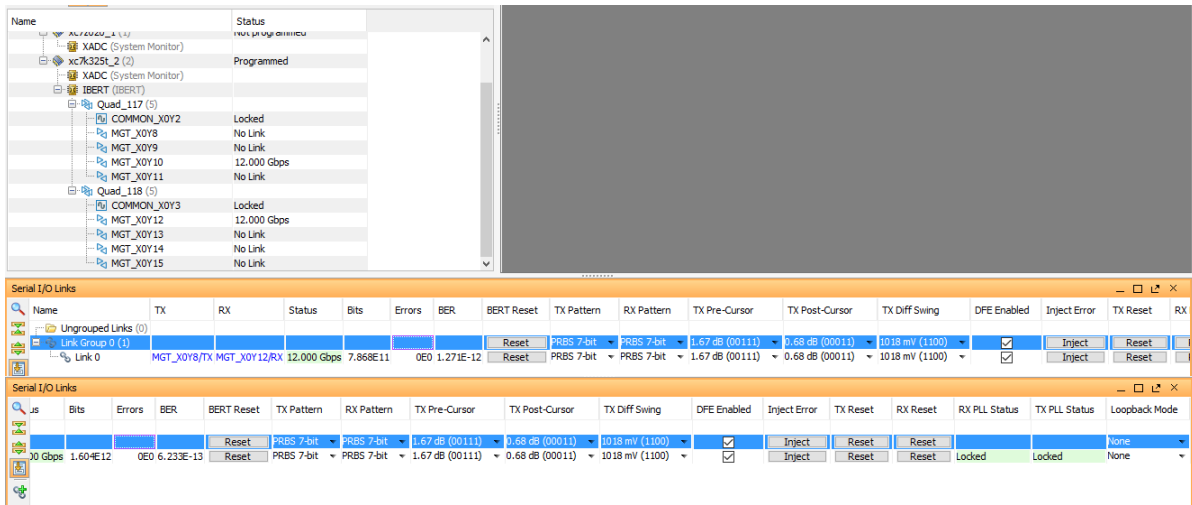 Name Status
xc7z020_1 (1) Not programmed
XADC (System Monitor)
xc7k325t_2 (2) Programmed
XADC (System Monitor)
IBERT (IBERT)
Quad_117 (5)
COMMON_X0Y2 Locked
MGT_X0Y8 No Link
MGT_X0Y9 No Link
MGT_X0Y10 12.000 Gbps
MGT_X0Y11 No Link
Quad_118 (5)
COMMON_X0Y3 Locked
MGT_X0Y12 12.000 Gbps
MGT_X0Y13 No Link
MGT_X0Y14 No Link
MGT_X0Y15 No Link
Serial I/O Links
Name TX RX Status Bits Errors BER BERT Reset TX Pattern RX Pattern TX Pre-Cursor TX Post-Cursor TX Diff Swing DFE Enabled Inject Error TX Reset RX
Ungrouped Links (0)
Link Group 0 (1) Reset PRBS 7-bit PRBS 7-bit 1.67 dB (00111) 0.68 dB (00011) 1018 mV (1100) Inject Reset
Link 0 MGT_X0Y8/TX MGT_X0Y12/RX 12.000 Gbps 7.868E11 0E0 1.271E-12 Reset PRBS 7-bit PRBS 7-bit 1.67 dB (00111) 0.68 dB (00011) 1018 mV (1100) Inject Reset
Serial I/O Links
us Bits Errors BER BERT Reset TX Pattern RX Pattern TX Pre-Cursor TX Post-Cursor TX Diff Swing DFE Enabled Inject Error TX Reset RX Reset RX PLL Status TX PLL Status Loopback Mode
Reset PRBS 7-bit PRBS 7-bit 1.67 dB (00111) 0.68 dB (00011) 1018 mV (1100) Inject Reset Reset None
00 Gbps 1.604E12 0E0 6.233E-13 Reset PRBS 7-bit PRBS 7-bit 1.67 dB (00111) 0.68 dB (00011) 1018 mV (1100) Inject Reset Reset Locked Locked None